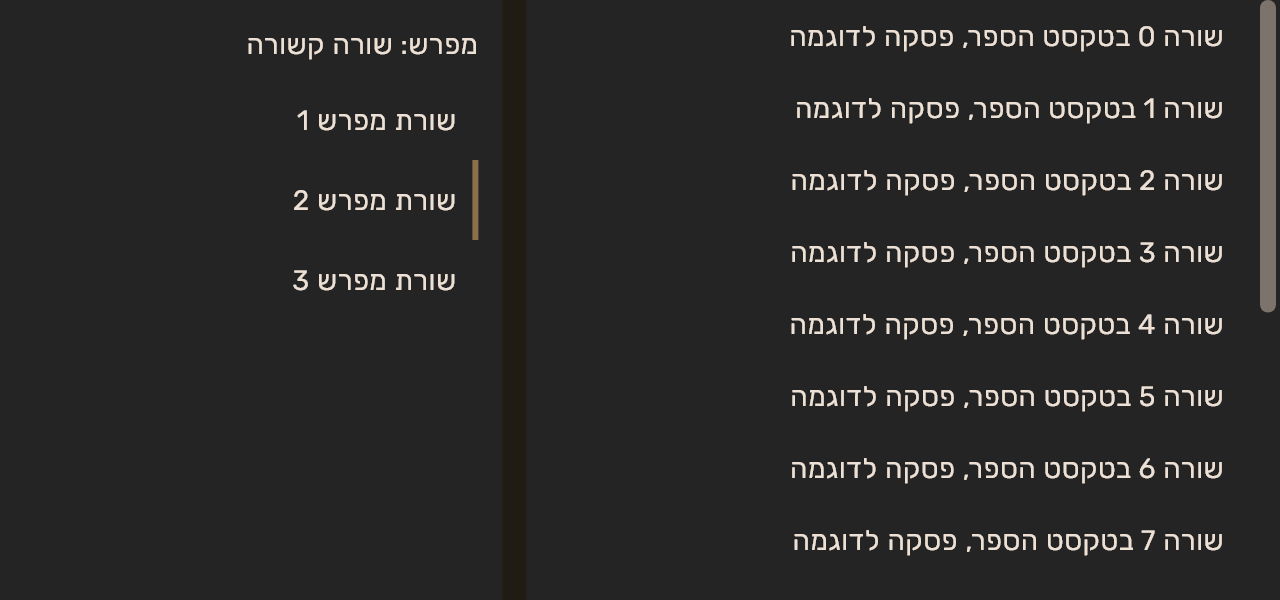 שורה 0 בטקסט הספר, פסקה לדוגמה
שורה 1 בטקסט הספר, פסקה לדוגמה
שורה 2 בטקסט הספר, פסקה לדוגמה
שורה 3 בטקסט הספר, פסקה לדוגמה
שורה 4 בטקסט הספר, פסקה לדוגמה
שורה 5 בטקסט הספר, פסקה לדוגמה
שורה 6 בטקסט הספר, פסקה לדוגמה
שורה 7 בטקסט הספר, פסקה לדוגמה
מפרש: שורה קשורה
שורת מפרש 1
שורת מפרש 2
שורת מפרש 3